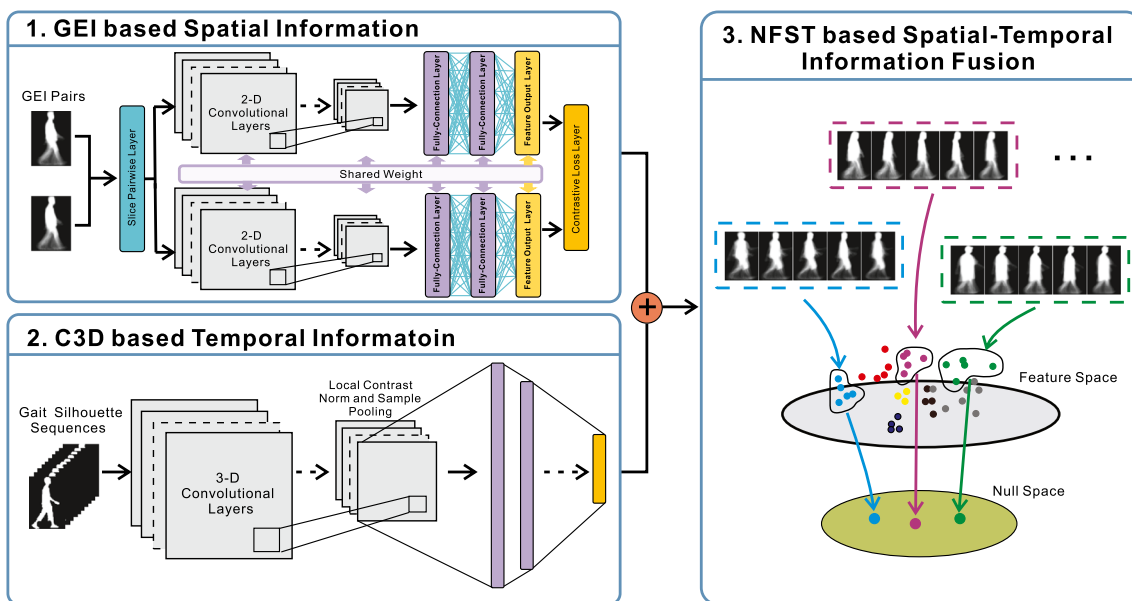 1. GEI based Spatial Information
GEI Pairs
Slice Pairwise Layer
2-D
Convolutional
Layers
Fully-Connection Layer
Fully-Connection Layer
Feature Output Layer
Shared Weight
2-D
Convolutional
Layers
Fully-Connection Layer
Fully-Connection Layer
Feature Output Layer
Contrastive Loss Layer
2. C3D based Temporal Informatoin
Gait Silhouette
Sequences
3-D
Convolutional
Layers
Local Contrast
Norm and Sample
Pooling
+
3. NFST based Spatial-Temporal
Information Fusion
...
Feature Space
Null Space